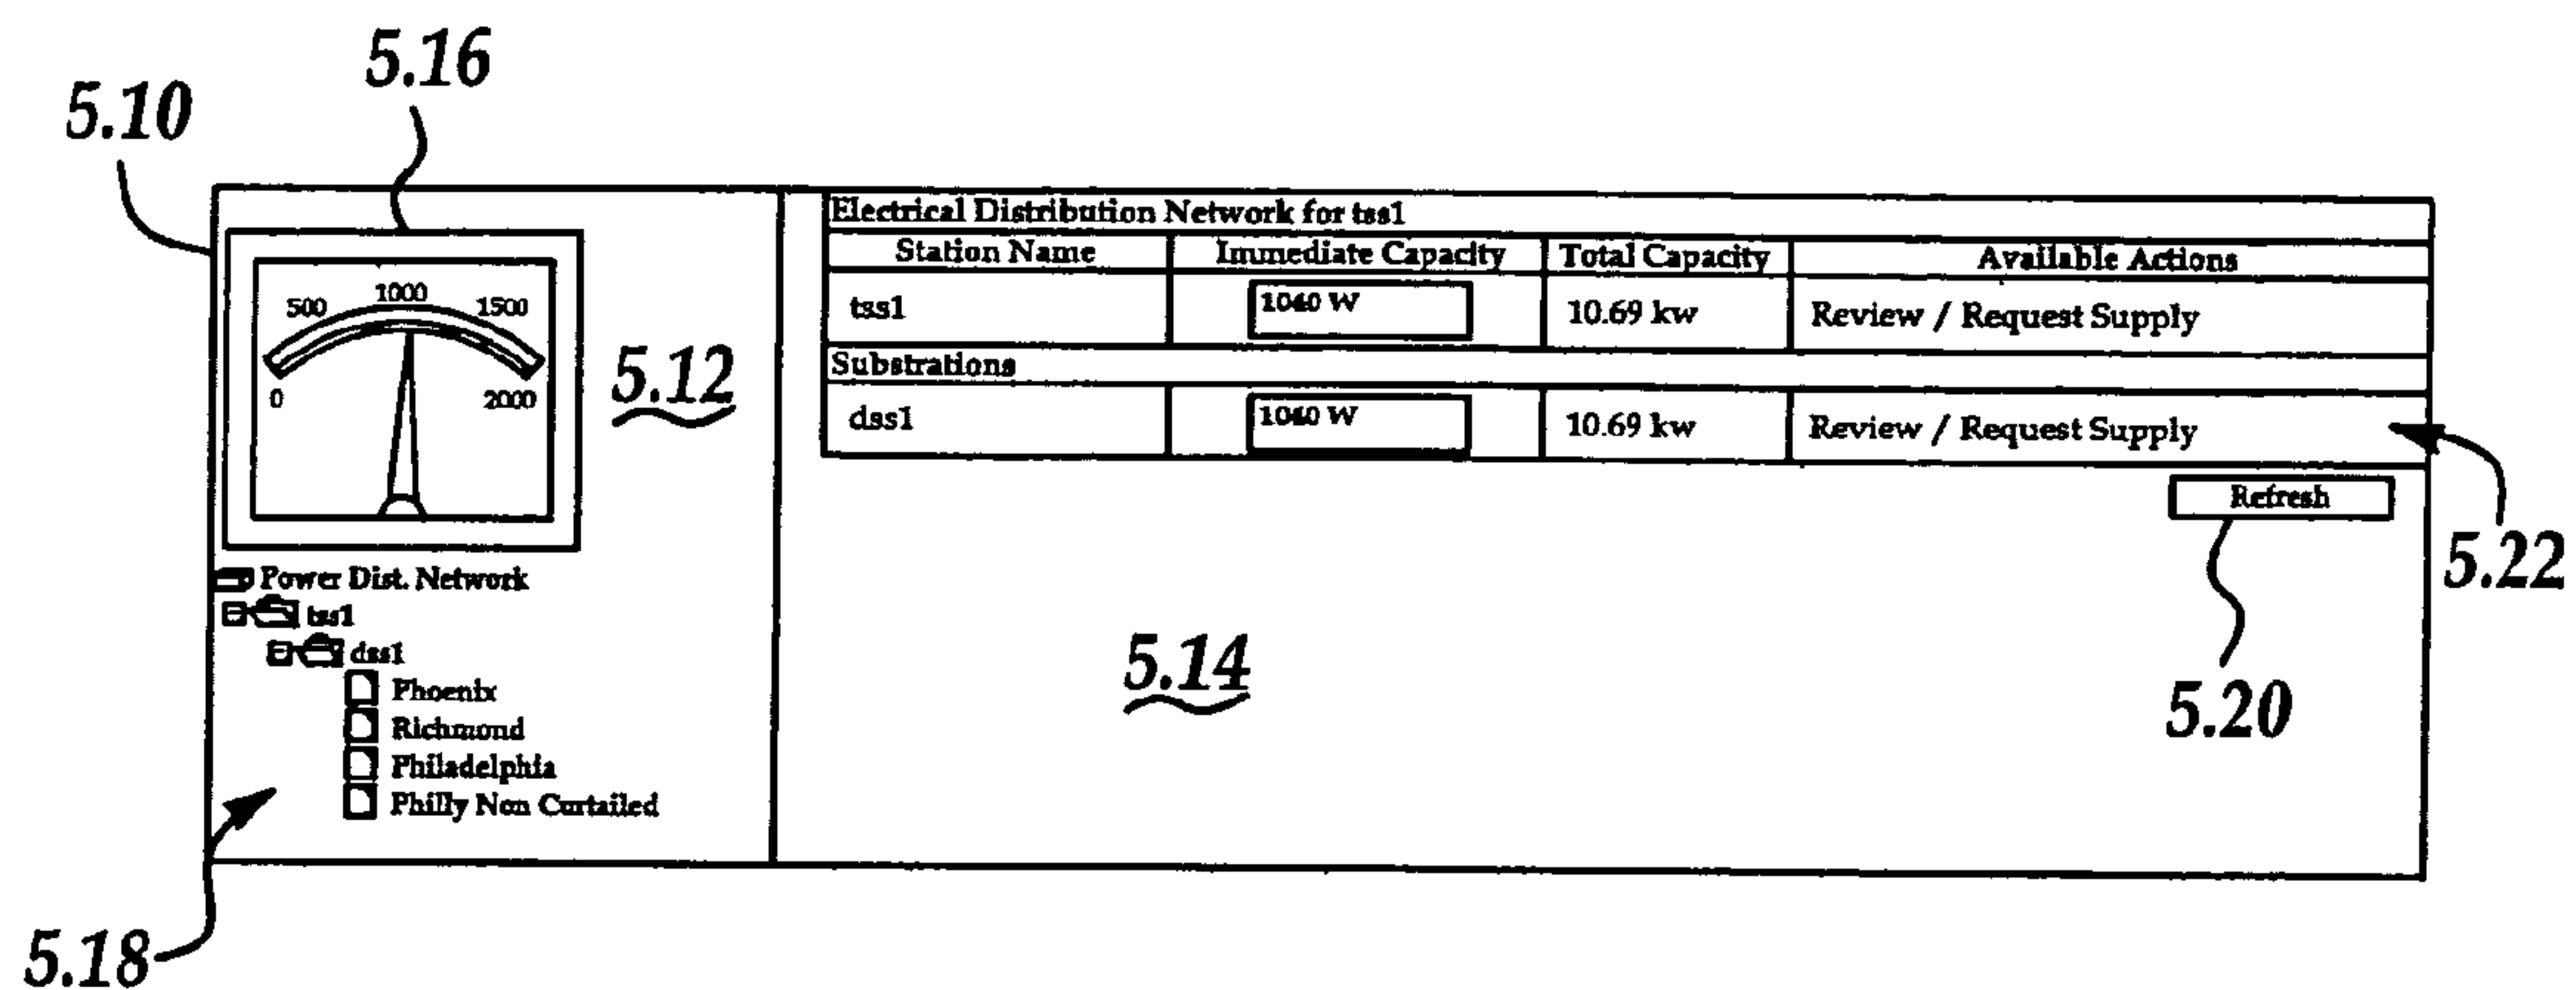 5.16
5.10
500 1000 1500
0 2000
5.12
Power Dist. Network
tss1
dss1
Phoenix
Richmond
Philadelphia
Philly Non Curtailed
5.18
Electrical Distribution Network for tss1
Station Name Immediate Capacity Total Capacity Available Actions
tss1 1040 W 10.69 kw Review / Request Supply
Substrations
dss1 1040 W 10.69 kw Review / Request Supply
Refresh
5.22
5.14
5.20